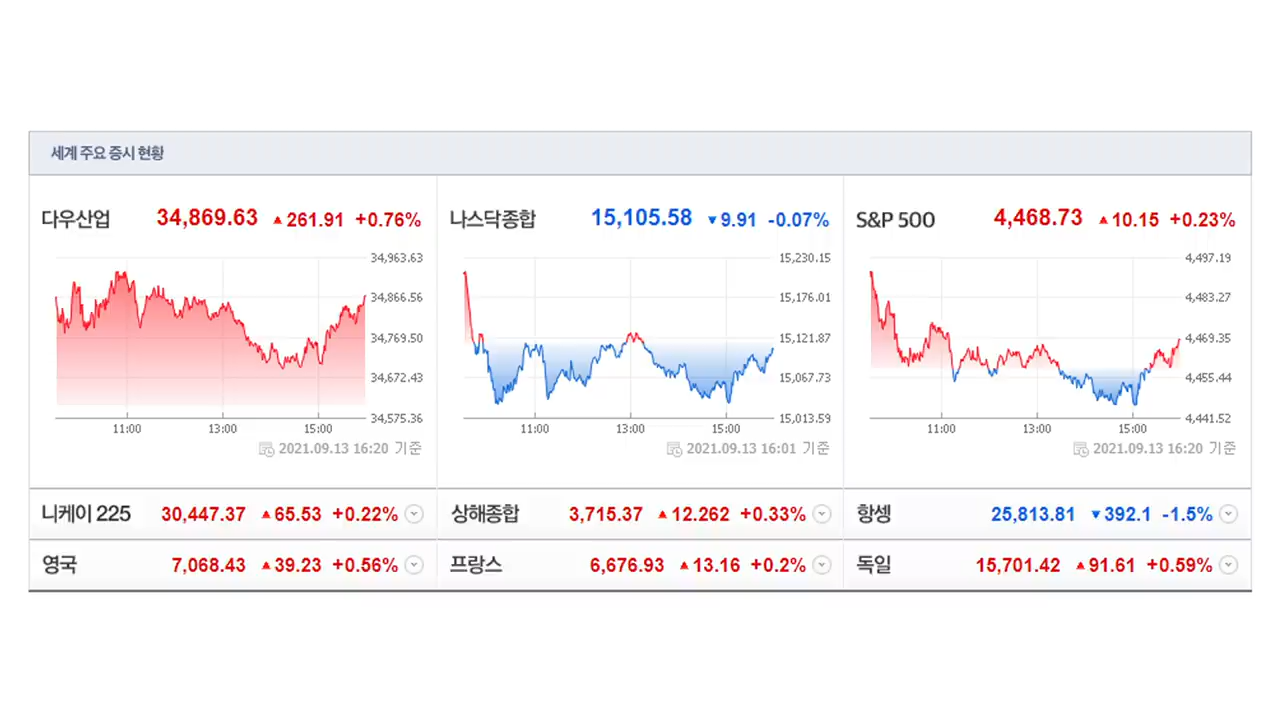 세계 주요 증시 현황
다우산업 34,869.63 ▲261.91 +0.76%
34,963.63
34,866.56
34,769.50
34,672.43
34,575.36
11:00 13:00 15:00
2021.09.13 16:20 기준
나스닥종합 15,105.58 ▼9.91 -0.07%
15,230.15
15,176.01
15,121.87
15,067.73
15,013.59
11:00 13:00 15:00
2021.09.13 16:01 기준
S&P 500 4,468.73 ▲10.15 +0.23%
4,497.19
4,483.27
4,469.35
4,455.44
4,441.52
11:00 13:00 15:00
2021.09.13 16:20 기준
니케이 225 30,447.37 ▲65.53 +0.22%
상해종합 3,715.37 ▲12.262 +0.33%
항셍 25,813.81 ▼392.1 -1.5%
영국 7,068.43 ▲39.23 +0.56%
프랑스 6,676.93 ▲13.16 +0.2%
독일 15,701.42 ▲91.61 +0.59%